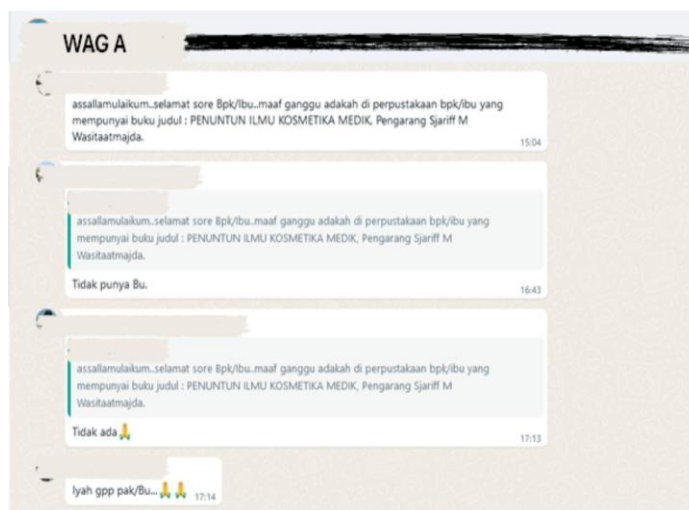 WAG A
assallamulaikum..selamat sore Bpk/Ibu..maaf ganggu adakah di perpustakaan bpk/ibu yang
mempunyai buku judul : PENUNTUN ILMU KOSMETIKA MEDIK, Pengarang Sjariff M
Wasitaatmajda.
15:04
assallamulaikum..selamat sore Bpk/Ibu..maaf ganggu adakah di perpustakaan bpk/ibu yang
mempunyai buku judul : PENUNTUN ILMU KOSMETIKA MEDIK, Pengarang Sjariff M
Wasitaatmajda.
Tidak punya Bu.
16:43
assallamulaikum..selamat sore Bpk/Ibu..maaf ganggu adakah di perpustakaan bpk/ibu yang
mempunyai buku judul : PENUNTUN ILMU KOSMETIKA MEDIK, Pengarang Sjariff M
Wasitaatmajda.
Tidak ada 🙏
17:13
Iyah gpp pak/Bu... 🙏 🙏 17:14